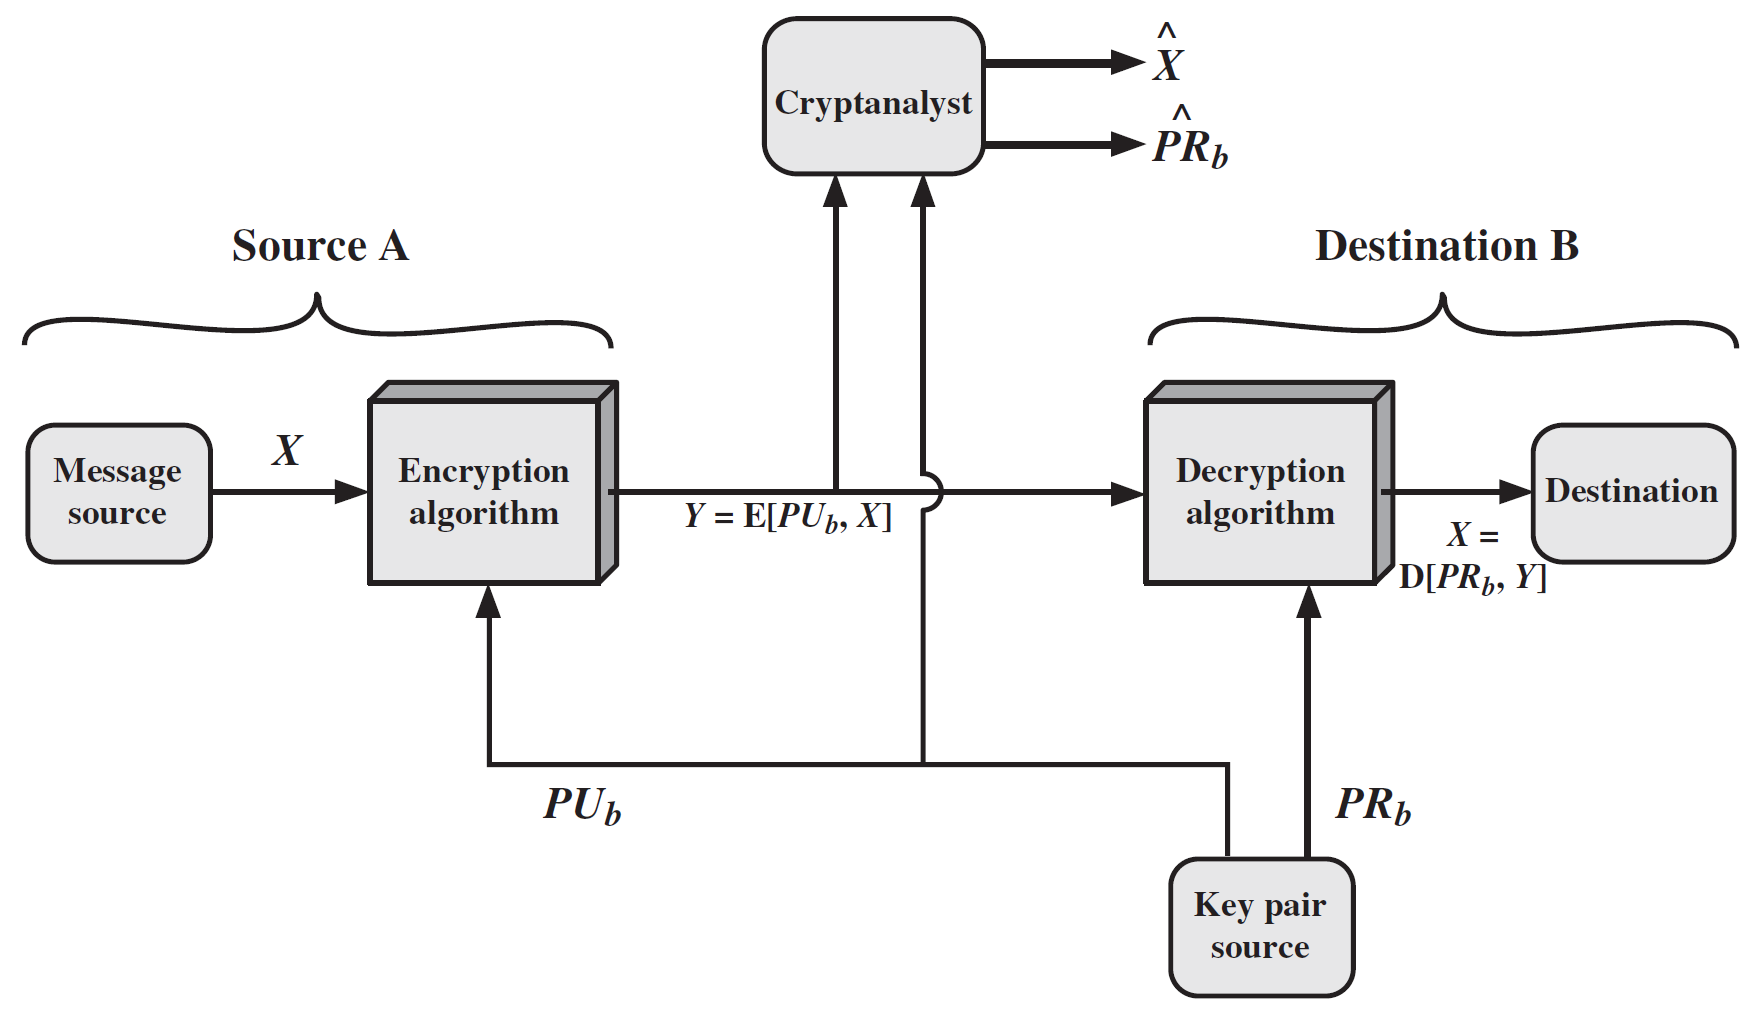 Cryptanalyst
X̂
P̂R_b
Source A
Destination B
Message
source
X
Encryption
algorithm
Y = E[PU_b, X]
Decryption
algorithm
X =
D[PR_b, Y]
Destination
PU_b
PR_b
Key pair
source